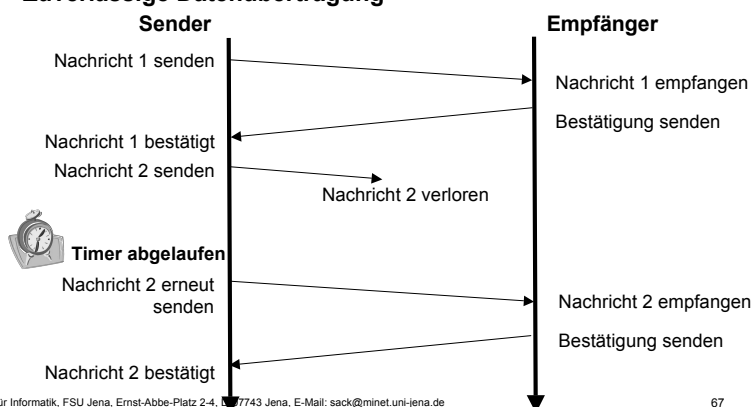 Zuverlässige Datenübertragung
Sender
Empfänger
Nachricht 1 senden
Nachricht 1 empfangen
Bestätigung senden
Nachricht 1 bestätigt
Nachricht 2 senden
Nachricht 2 verloren
Timer abgelaufen
Nachricht 2 erneut
senden
Nachricht 2 empfangen
Bestätigung senden
Nachricht 2 bestätigt
ür Informatik, FSU Jena, Ernst-Abbe-Platz 2-4, 07743 Jena, E-Mail: sack@minet.uni-jena.de
67